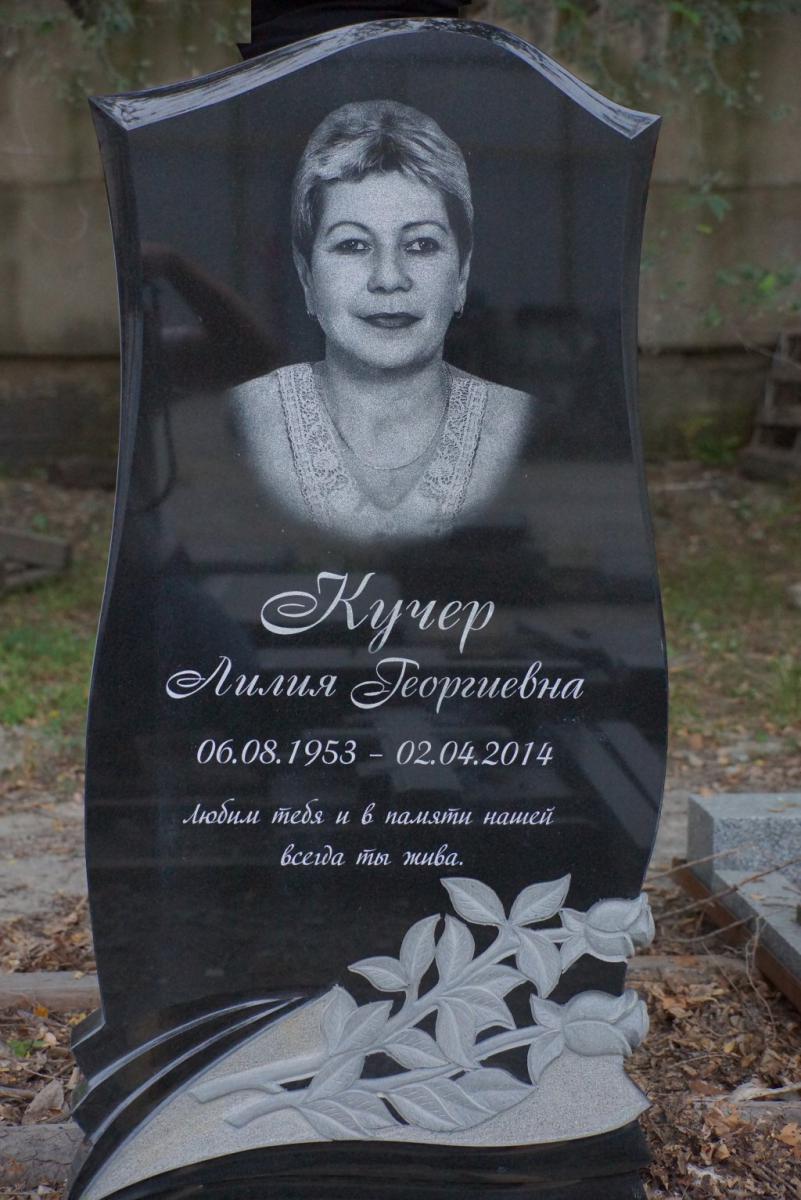 Кучер
Лилия Георгиевна
06.08.1953 - 02.04.2014
Любим тебя и в памяти нашей
всегда ты жива.